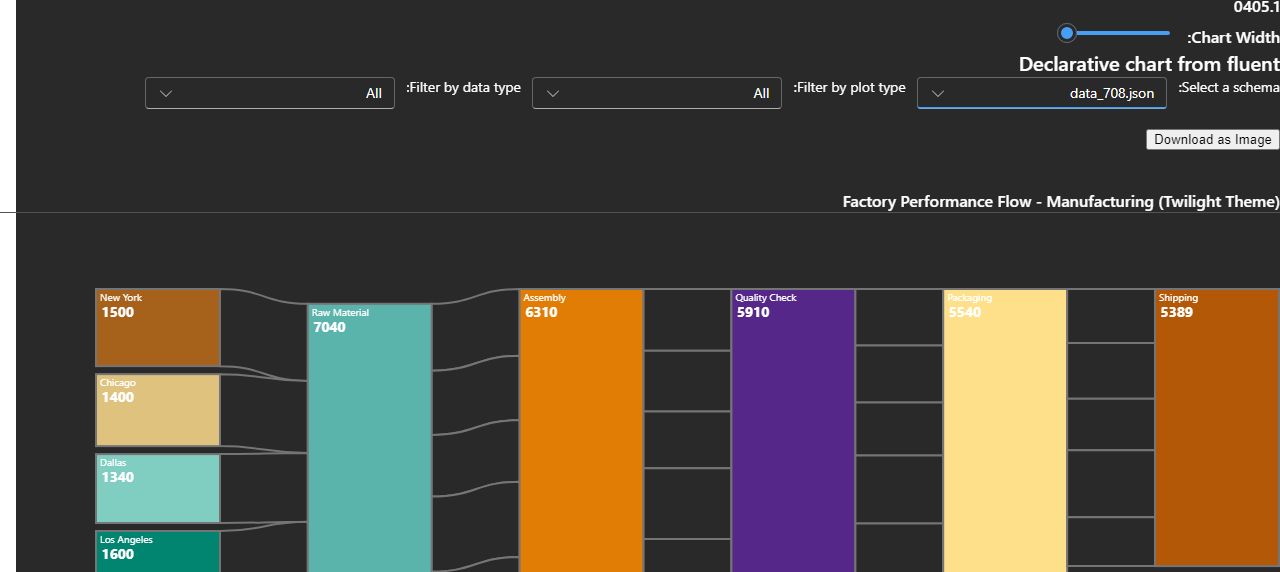 0405.1
:Chart Width
Declarative chart from fluent
:Select a schema
data_708.json
:Filter by plot type
All
:Filter by data type
All
Download as Image
Factory Performance Flow - Manufacturing (Twilight Theme)
New York
1500
Chicago
1400
Dallas
1340
Los Angeles
1600
Raw Material
7040
Assembly
6310
Quality Check
5910
Packaging
5540
Shipping
5389